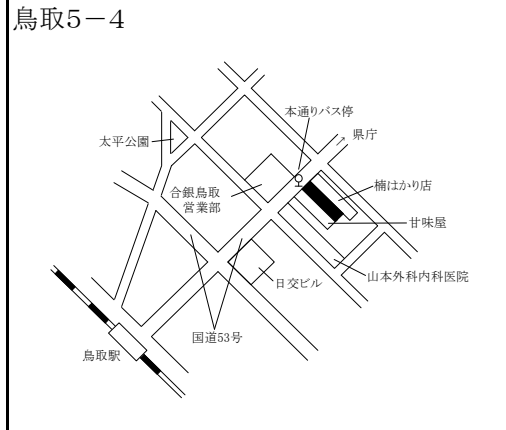 鳥取5－4
本通りバス停
県庁
太平公園
楠はかり店
合銀鳥取
営業部
甘味屋
山本外科内科医院
日交ビル
国道53号
鳥取駅